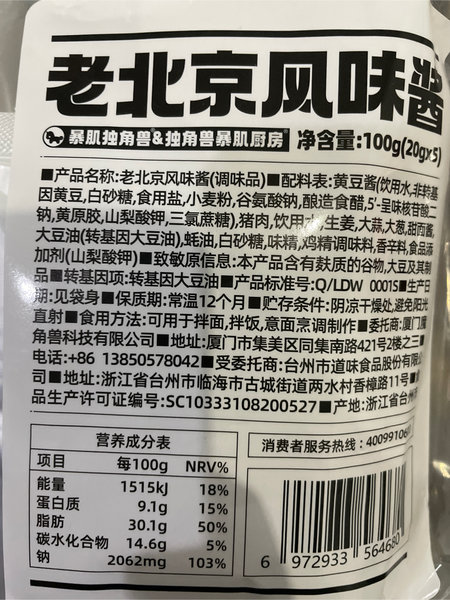 老北京风味酱
暴肌独角兽&独角兽暴肌厨房® 净含量:100g(20gx5)
■产品名称:老北京风味酱(调味品)■配料表:黄豆酱(饮用水,非转基
因黄豆,白砂糖,食用盐,小麦粉,谷氨酸钠,酿造食醋,5'-呈味核苷酸二
钠,黄原胶,山梨酸钾,三氯蔗糖),猪肉,饮用水,生姜,大蒜,大葱,甜面酱,
大豆油(转基因大豆油),蚝油,白砂糖,味精,鸡精调味料,香辛料,食品添
加剂(山梨酸钾)■致敏原信息:本产品含有麸质的谷物,大豆及其制
品■转基因项:转基因大豆油■产品标准号:Q/LDW 0001S■生产日
期:见袋身■保质期:常温12个月■贮存条件:阴凉干燥处,避免阳光
直射■食用方法:可用于拌面,拌饭,意面烹调制作■委托商:厦门
角兽科技有限公司■地址:厦门市集美区同集南路421号2楼之三
电话:+86 13850578042■受委托商:台州市道味食品股份有限公
■地址:浙江省台州市临海市古城街道两水村香樟路11号■
品生产许可证编号:SC10333108200527■产地:浙江省台州
营养成分表
项目 每100g NRV%
能量 1515kJ 18%
蛋白质 9.1g 15%
脂肪 30.1g 50%
碳水化合物 14.6g 5%
钠 2062mg 103%
消费者服务热线：400991060
6 972933 564680